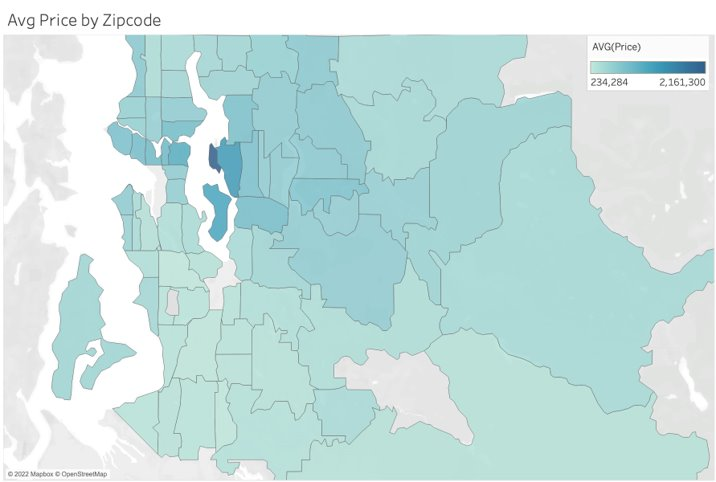 Avg Price by Zipcode
AVG(Price)
234,284 2,161,300
© 2022 Mapbox © OpenStreetMap